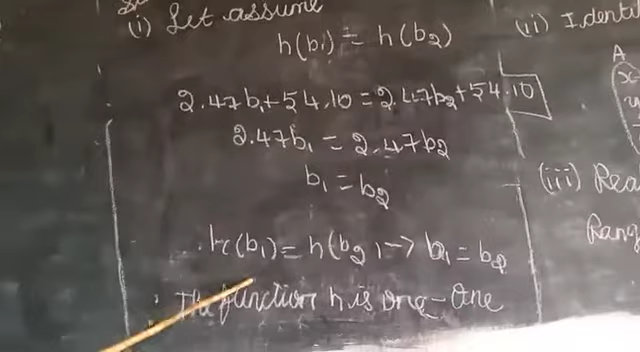 (i) Let assume
h(b₁) = h(b₂)
2.47b₁+54.10 = 2.47b₂+54.10
2.47b₁ = 2.47b₂
b₁ = b₂
h(b₁) = h(b₂) → b₁ = b₂
The function h is one-one
(ii) Identi
A
x
y
(iii) Rea
Rang